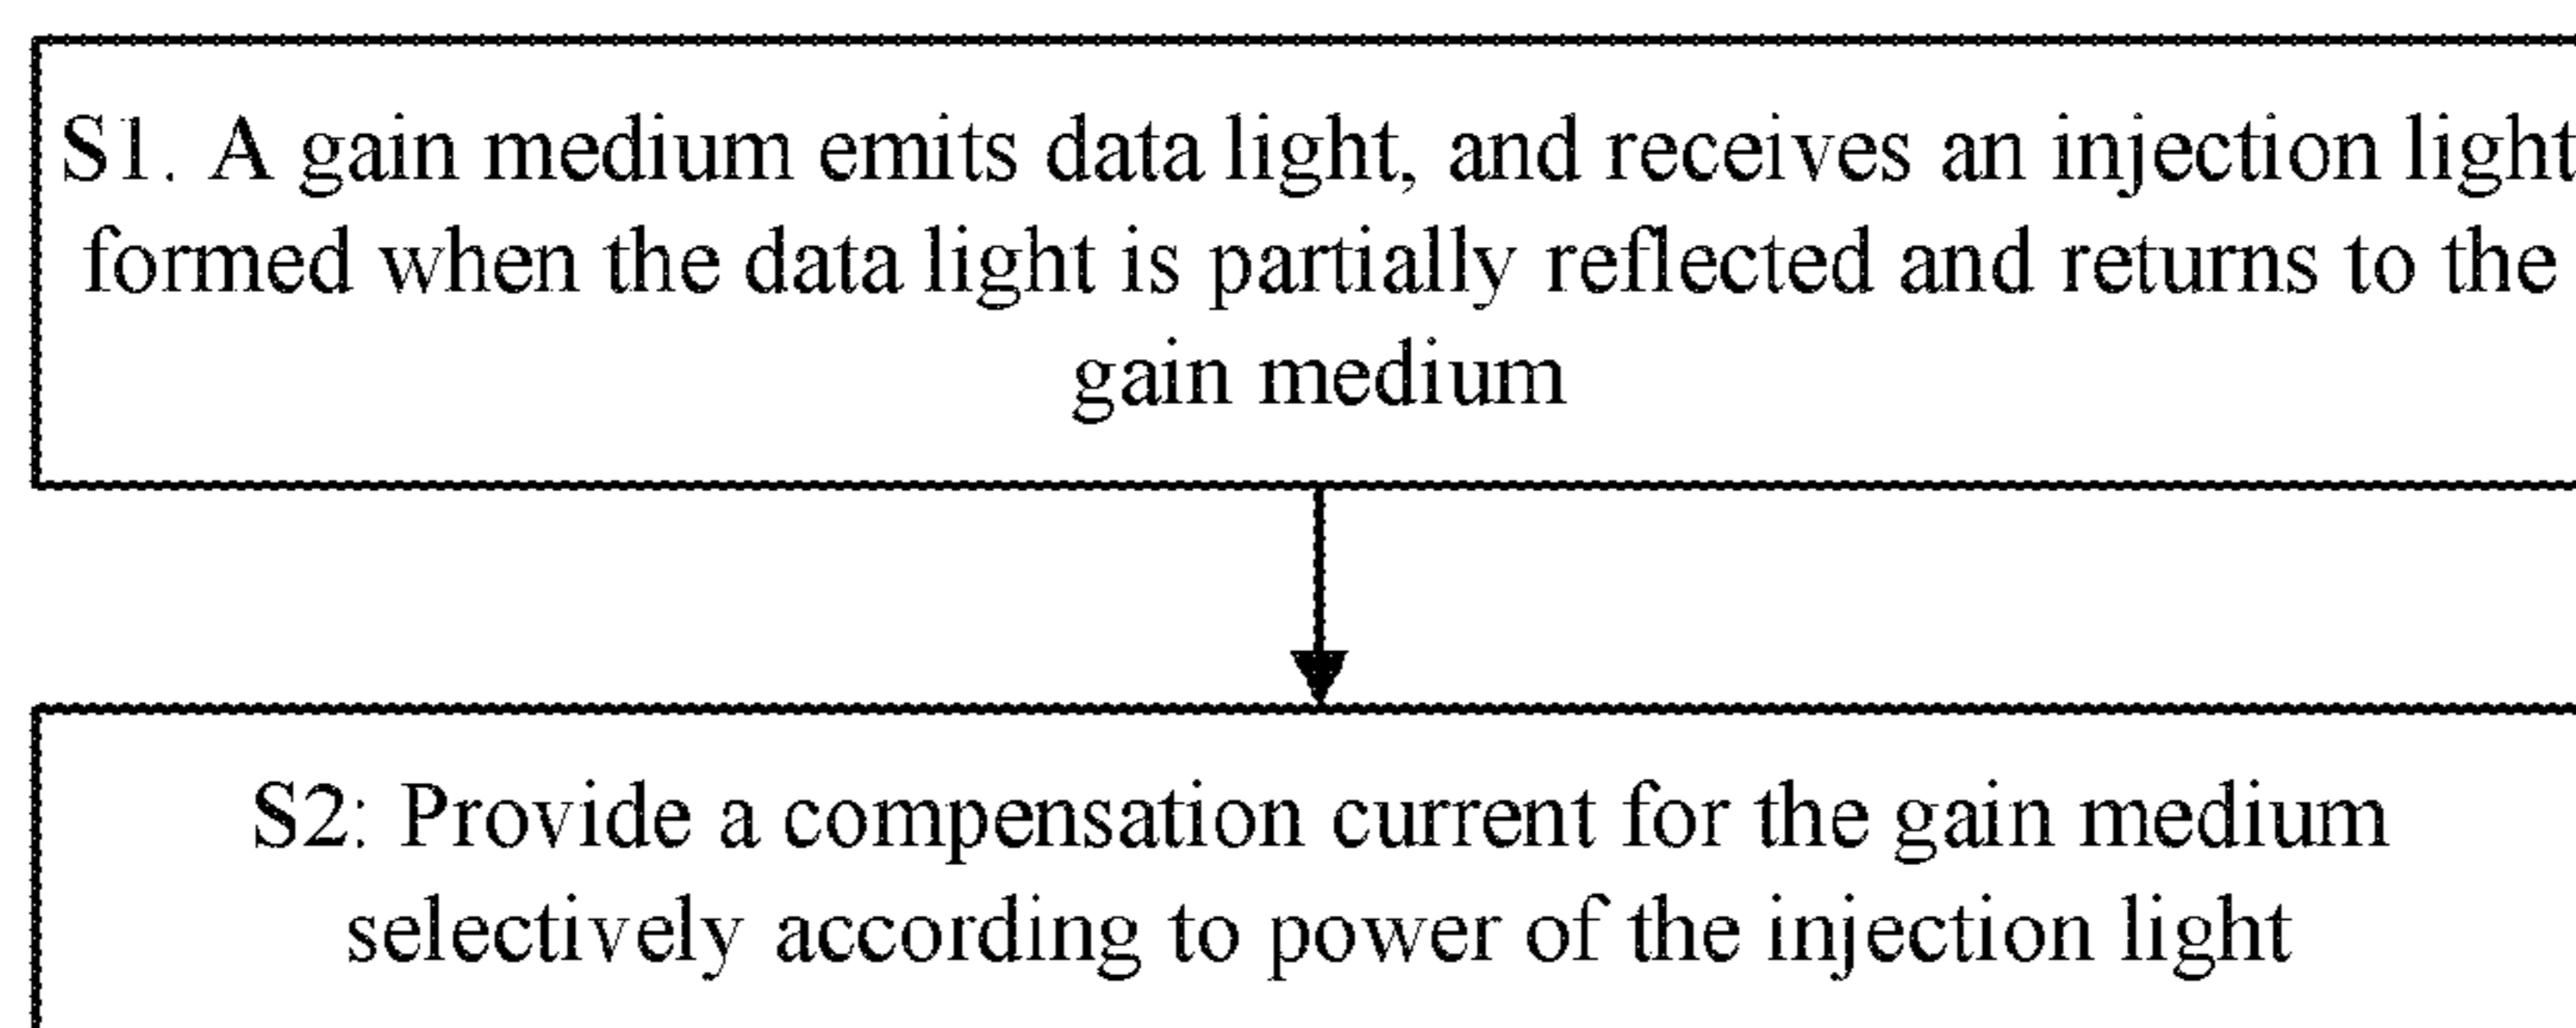 S1. A gain medium emits data light, and receives an injection light
formed when the data light is partially reflected and returns to the
gain medium
S2: Provide a compensation current for the gain medium
selectively according to power of the injection light